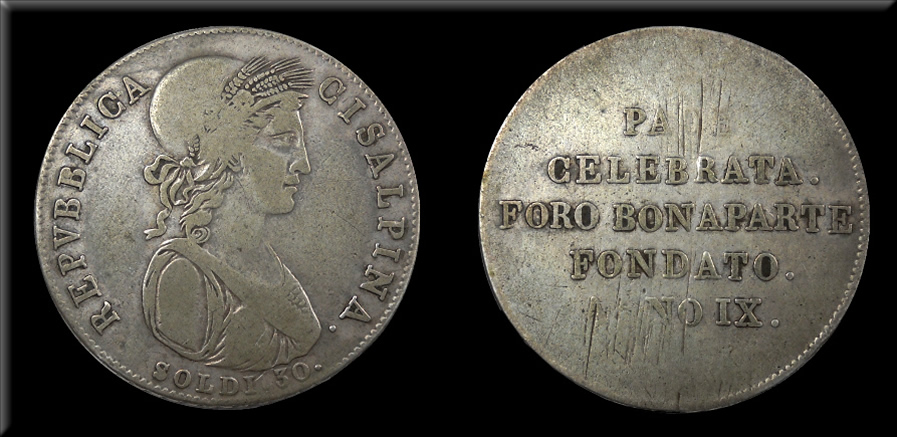 REPVBBLICA CISALPINA.
SOLDI 30.
CELEBRATA.
FORO BONAPARTE
FONDATO.
IX.